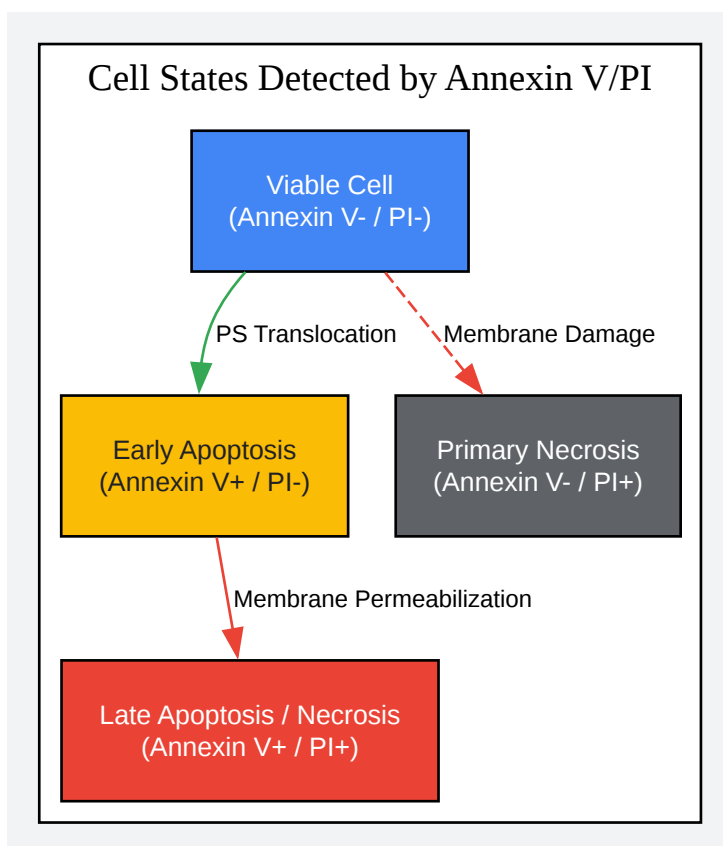 Cell States Detected by Annexin V/PI
Viable Cell
(Annexin V- / PI-)
PS Translocation
Membrane Damage
Early Apoptosis
(Annexin V+ / PI-)
Primary Necrosis
(Annexin V- / PI+)
Membrane Permeabilization
Late Apoptosis / Necrosis
(Annexin V+ / PI+)